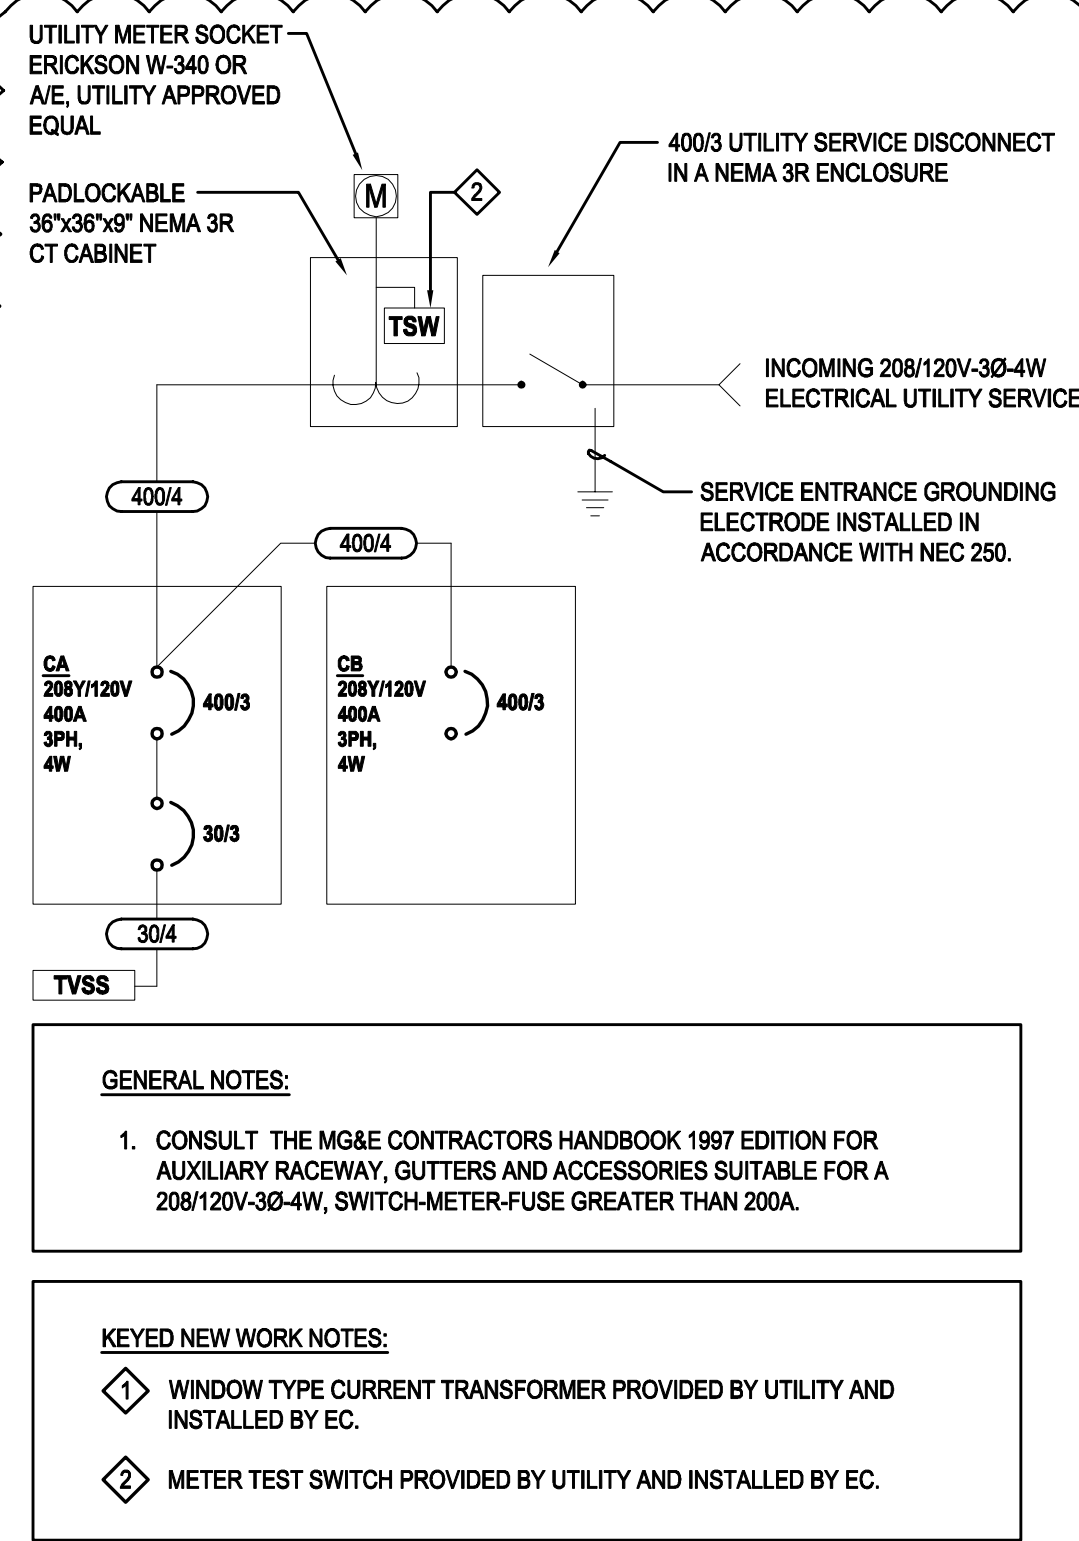 UTILITY METER SOCKET
ERICKSON W-340 OR
A/E, UTILITY APPROVED
EQUAL
400/3 UTILITY SERVICE DISCONNECT
IN A NEMA 3R ENCLOSURE
PADLOCKABLE
36"x36"x9" NEMA 3R
CT CABINET
M
2
TSW
INCOMING 208/120V-3Ø-4W
ELECTRICAL UTILITY SERVICE
400/4
SERVICE ENTRANCE GROUNDING
ELECTRODE INSTALLED IN
ACCORDANCE WITH NEC 250.
400/4
CA
208Y/120V
400A
3PH,
4W
400/3
30/3
CB
208Y/120V
400A
3PH,
4W
400/3
30/4
TVSS
GENERAL NOTES:
1. CONSULT THE MG&E CONTRACTORS HANDBOOK 1997 EDITION FOR
AUXILIARY RACEWAY, GUTTERS AND ACCESSORIES SUITABLE FOR A
208/120V-3Ø-4W, SWITCH-METER-FUSE GREATER THAN 200A.
KEYED NEW WORK NOTES:
1 WINDOW TYPE CURRENT TRANSFORMER PROVIDED BY UTILITY AND
INSTALLED BY EC.
2 METER TEST SWITCH PROVIDED BY UTILITY AND INSTALLED BY EC.